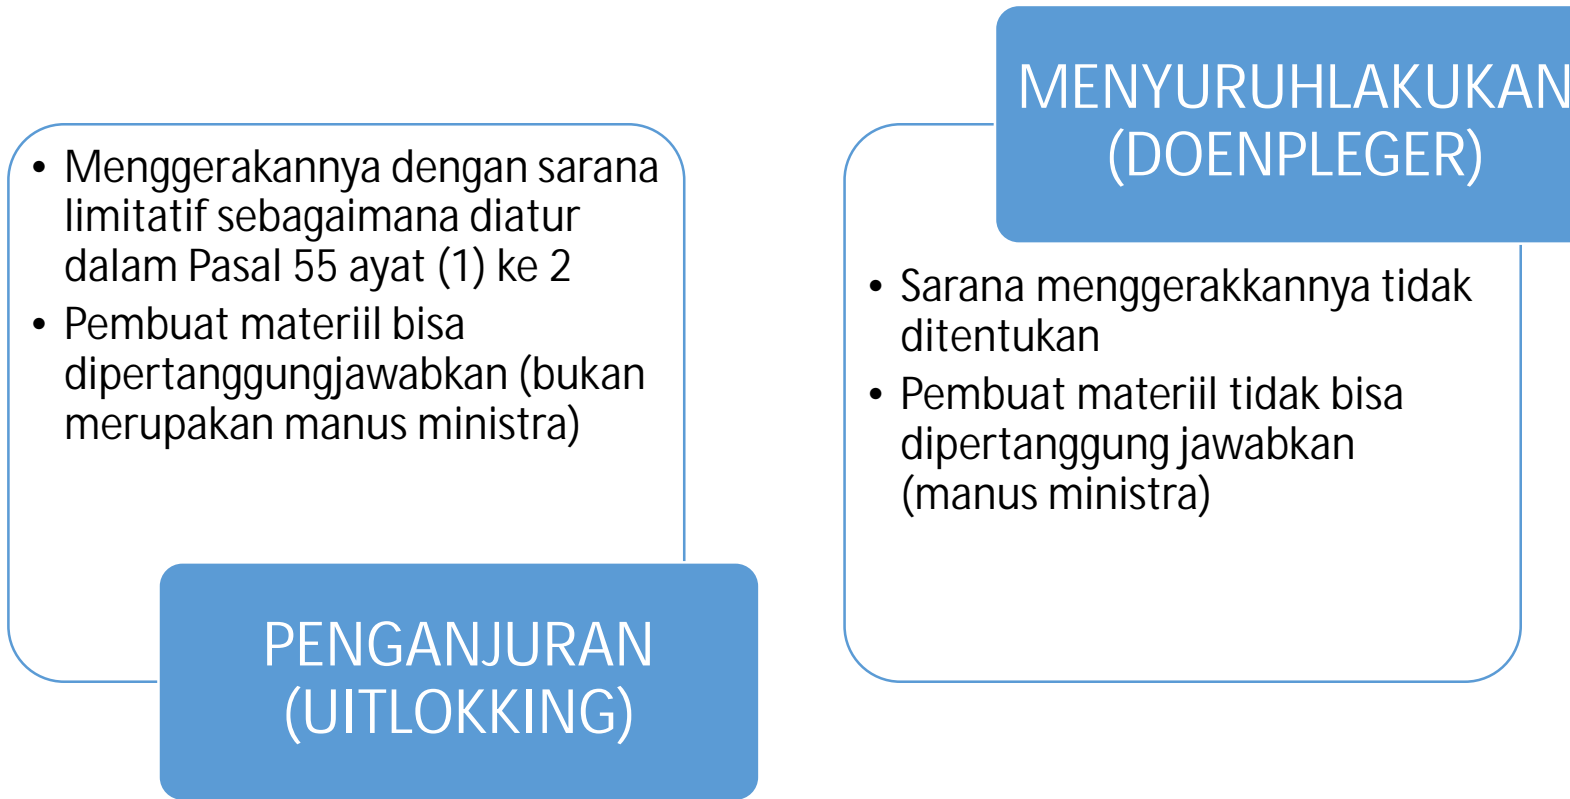 • Menggerakannya dengan sarana
limitatif sebagaimana diatur
dalam Pasal 55 ayat (1) ke 2
• Pembuat materiil bisa
dipertanggungjawabkan (bukan
merupakan manus ministra)
PENGANJURAN
(UITLOKKING)
MENYURUHLAKUKAN
(DOENPLEGER)
• Sarana menggerakkannya tidak
ditentukan
• Pembuat materiil tidak bisa
dipertanggung jawabkan
(manus ministra)